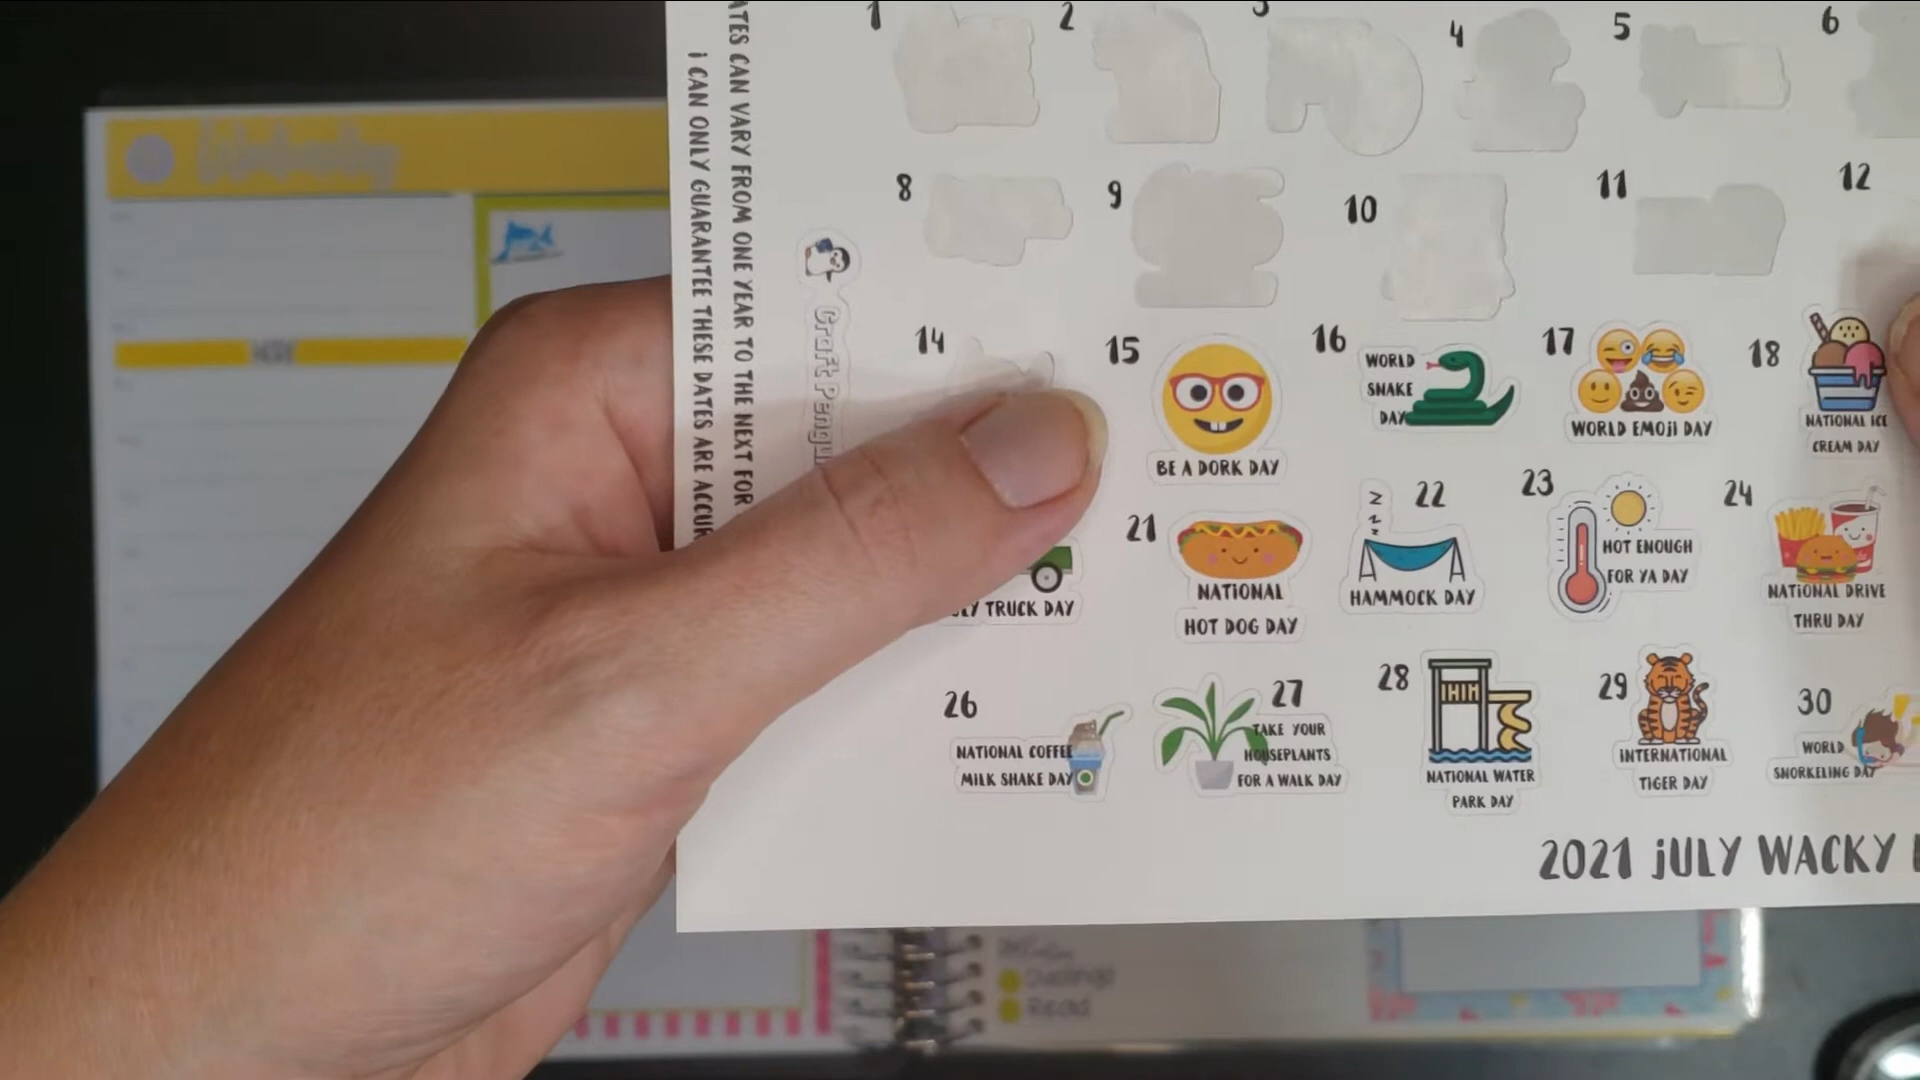 ATES CAN VARY FROM ONE YEAR TO THE NEXT FOR
I CAN ONLY GUARANTEE THESE DATES ARE
Craft
1
2
3
4
5
6
8
9
10
11
12
14
15
BE A DORK DAY
16
WORLD
SNAKE
DAY
17
WORLD EMOJI DAY
18
NATIONAL ICE
CREAM DAY
TRUCK DAY
21
NATIONAL
HOT DOG DAY
Z
Z
Z
22
HAMMOCK DAY
23
HOT ENOUGH
FOR YA DAY
24
NATIONAL DRIVE
THRU DAY
26
NATIONAL COFFEE
MILK SHAKE DAY
27
TAKE YOUR
HOUSEPLANTS
FOR A WALK DAY
28
NATIONAL WATER
PARK DAY
29
INTERNATIONAL
TIGER DAY
30
WORLD
SNORKELING DAY
2021 JULY WACKY
Read